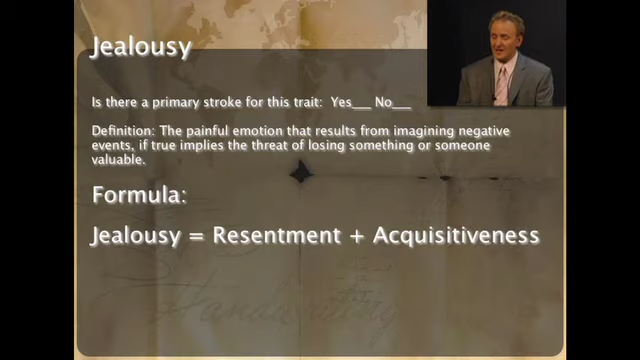 Jealousy
Is there a primary stroke for this trait: Yes___ No___
Definition: The painful emotion that results from imagining negative
events, if true implies the threat of losing something or someone
valuable.
Formula:
Jealousy = Resentment + Acquisitiveness
Handwriting